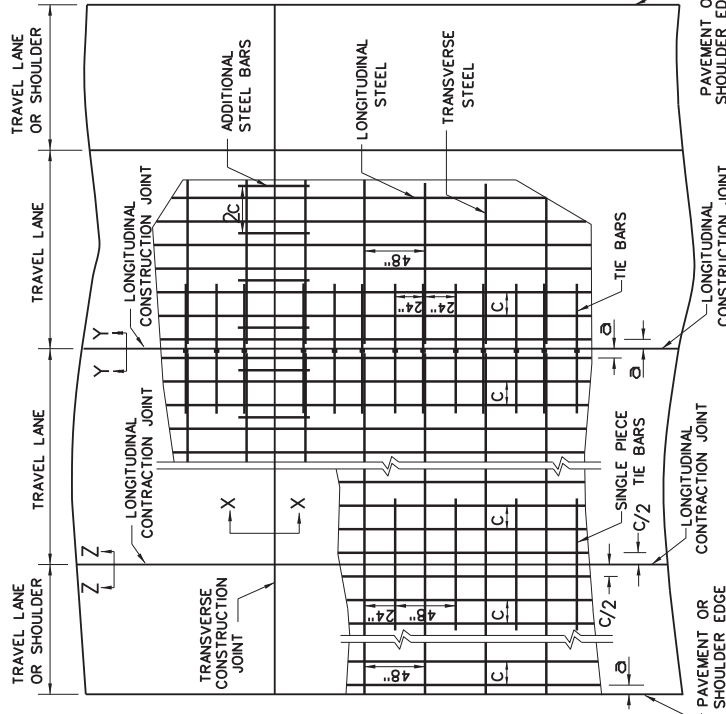 TRAVEL LANE
OR SHOULDER
TRAVEL LANE
TRAVEL LANE
TRAVEL LANE
OR SHOULDER
Z
Z
LONGITUDINAL
CONTRACTION JOINT
Y
Y
LONGITUDINAL
CONSTRUCTION JOINT
TRANSVERSE
CONSTRUCTION
JOINT
X
X
ADDITIONAL
STEEL BARS
2C
LONGITUDINAL
STEEL
TRANSVERSE
STEEL
48"
24"
48"
C
C
C
48"
24"
24"
C
C
TIE BARS
SINGLE PIECE
TIE BARS
a
C/2
C/2
a
a
PAVEMENT OR
SHOULDER EDGE
LONGITUDINAL
CONTRACTION JOINT
LONGITUDINAL
CONSTRUCTION JOINT
PAVEMENT O
SHOULDER ED